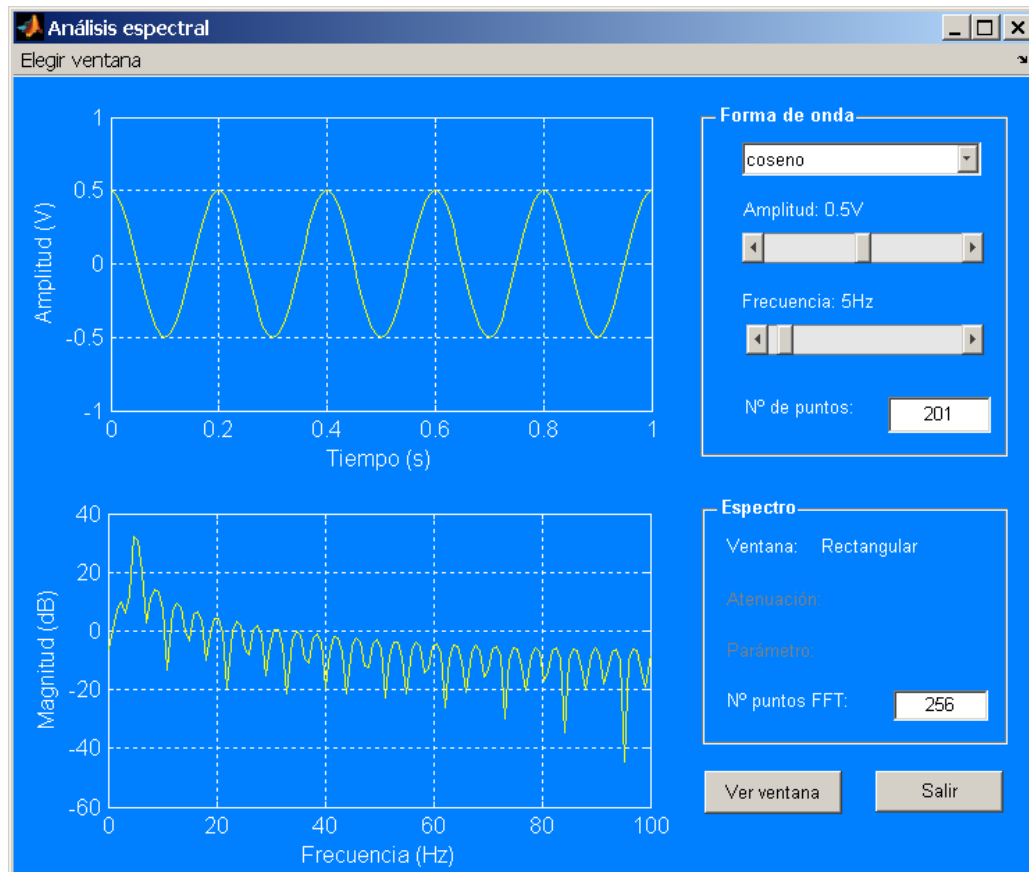 Análisis espectral
Elegir ventana
1
0.5
0
-0.5
-1
Amplitud (V)
0 0.2 0.4 0.6 0.8 1
Tiempo (s)
Forma de onda
coseno
Amplitud: 0.5V
Frecuencia: 5Hz
Nº de puntos: 201
40
20
0
-20
-40
-60
Magnitud (dB)
0 20 40 60 80 100
Frecuencia (Hz)
Espectro
Ventana: Rectangular
Atenuación:
Parámetro:
Nº puntos FFT: 256
Ver ventana Salir